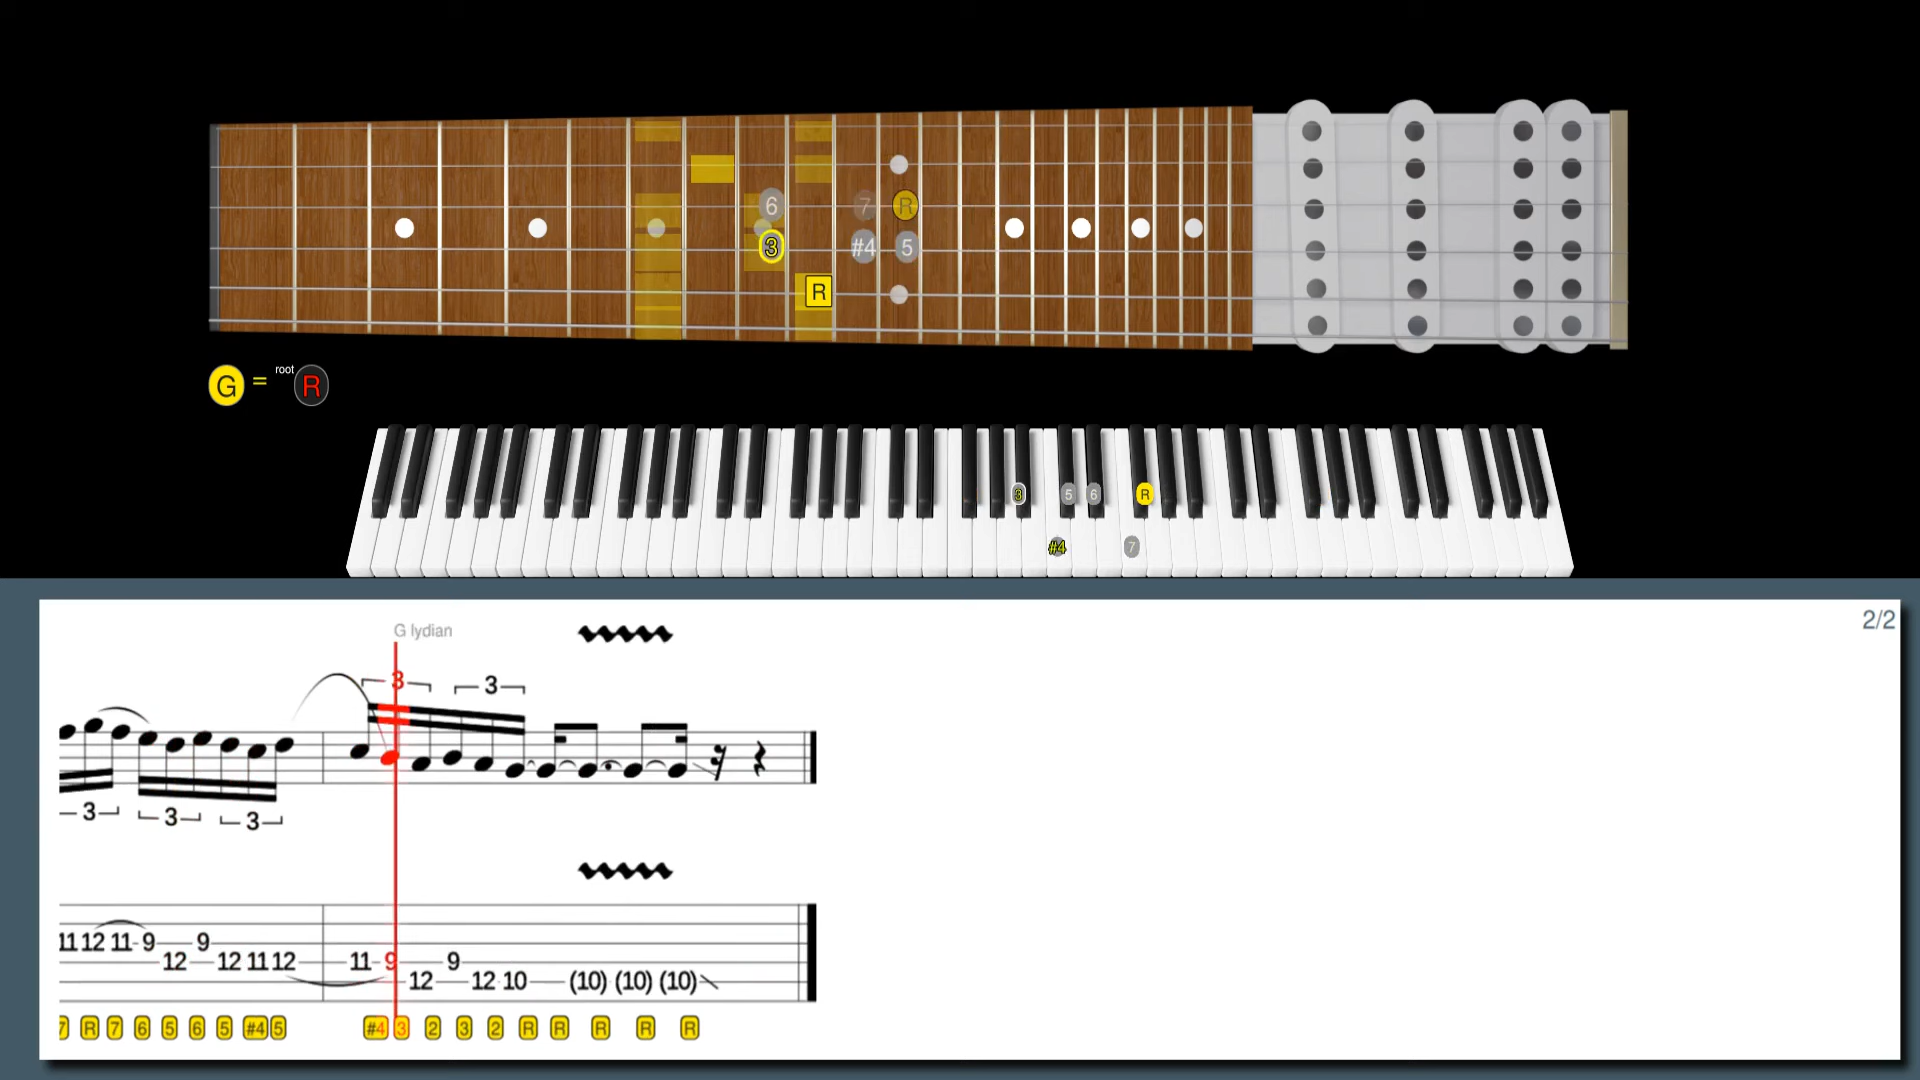 6 7 R
3 #4 5
R
G = root R
3 5 6 R
#4 7
2/2
G lydian
3 3
3 3 3
11 12 11 9 9
12 12 11 12 11 9 9
12 12 10 (10) (10) (10)
7 R 7 6 5 6 5 #4 5 #4 3 2 3 2 R R R R R